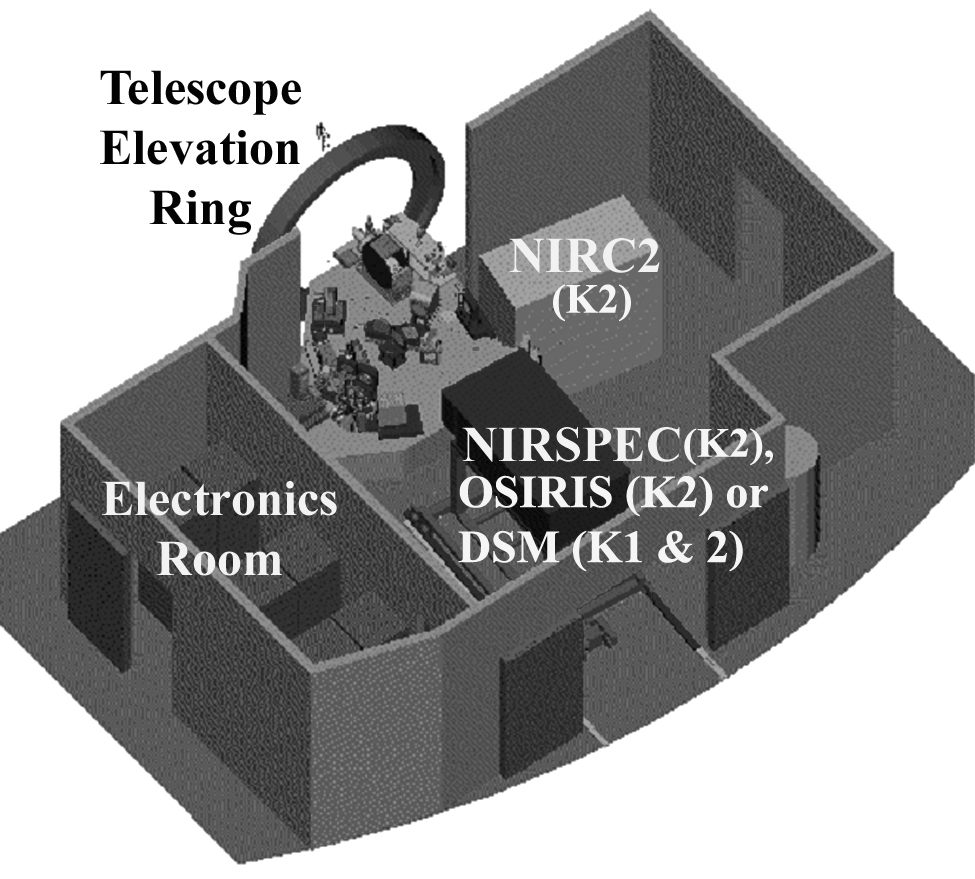 Telescope
Elevation
Ring
NIRC2
(K2)
NIRSPEC(K2),
OSIRIS (K2) or
DSM (K1 & 2)
Electronics
Room